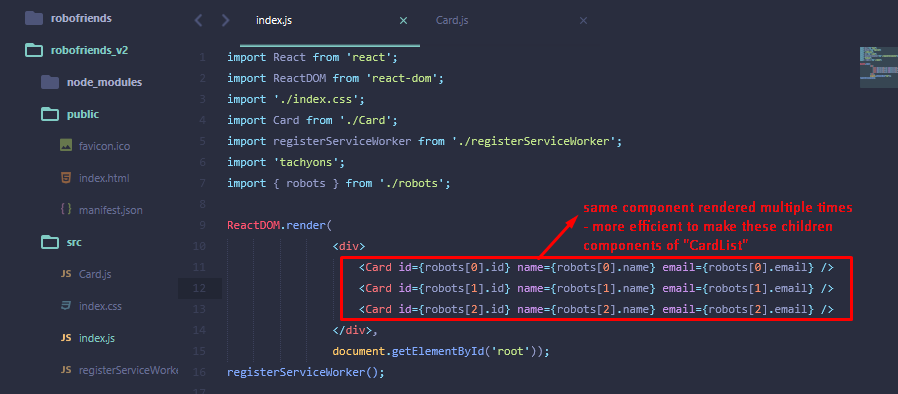 robofriends
robofriends_v2
node_modules
public
favicon.ico
index.html
manifest.json
src
Card.js
index.css
index.js
registerServiceWorke
index.js
Card.js
1 import React from 'react';
2 import ReactDOM from 'react-dom';
3 import './index.css';
4 import Card from './Card';
5 import registerServiceWorker from './registerServiceWorker';
6 import 'tachyons';
7 import { robots } from './robots';
8
9 ReactDOM.render(
10 <div>
11 <Card id={robots[0].id} name={robots[0].name} email={robots[0].email} />
12 <Card id={robots[1].id} name={robots[1].name} email={robots[1].email} />
13 <Card id={robots[2].id} name={robots[2].name} email={robots[2].email} />
14 </div>,
15 document.getElementById('root'));
16 registerServiceWorker();
17
same component rendered multiple times
- more efficient to make these children
components of "CardList"